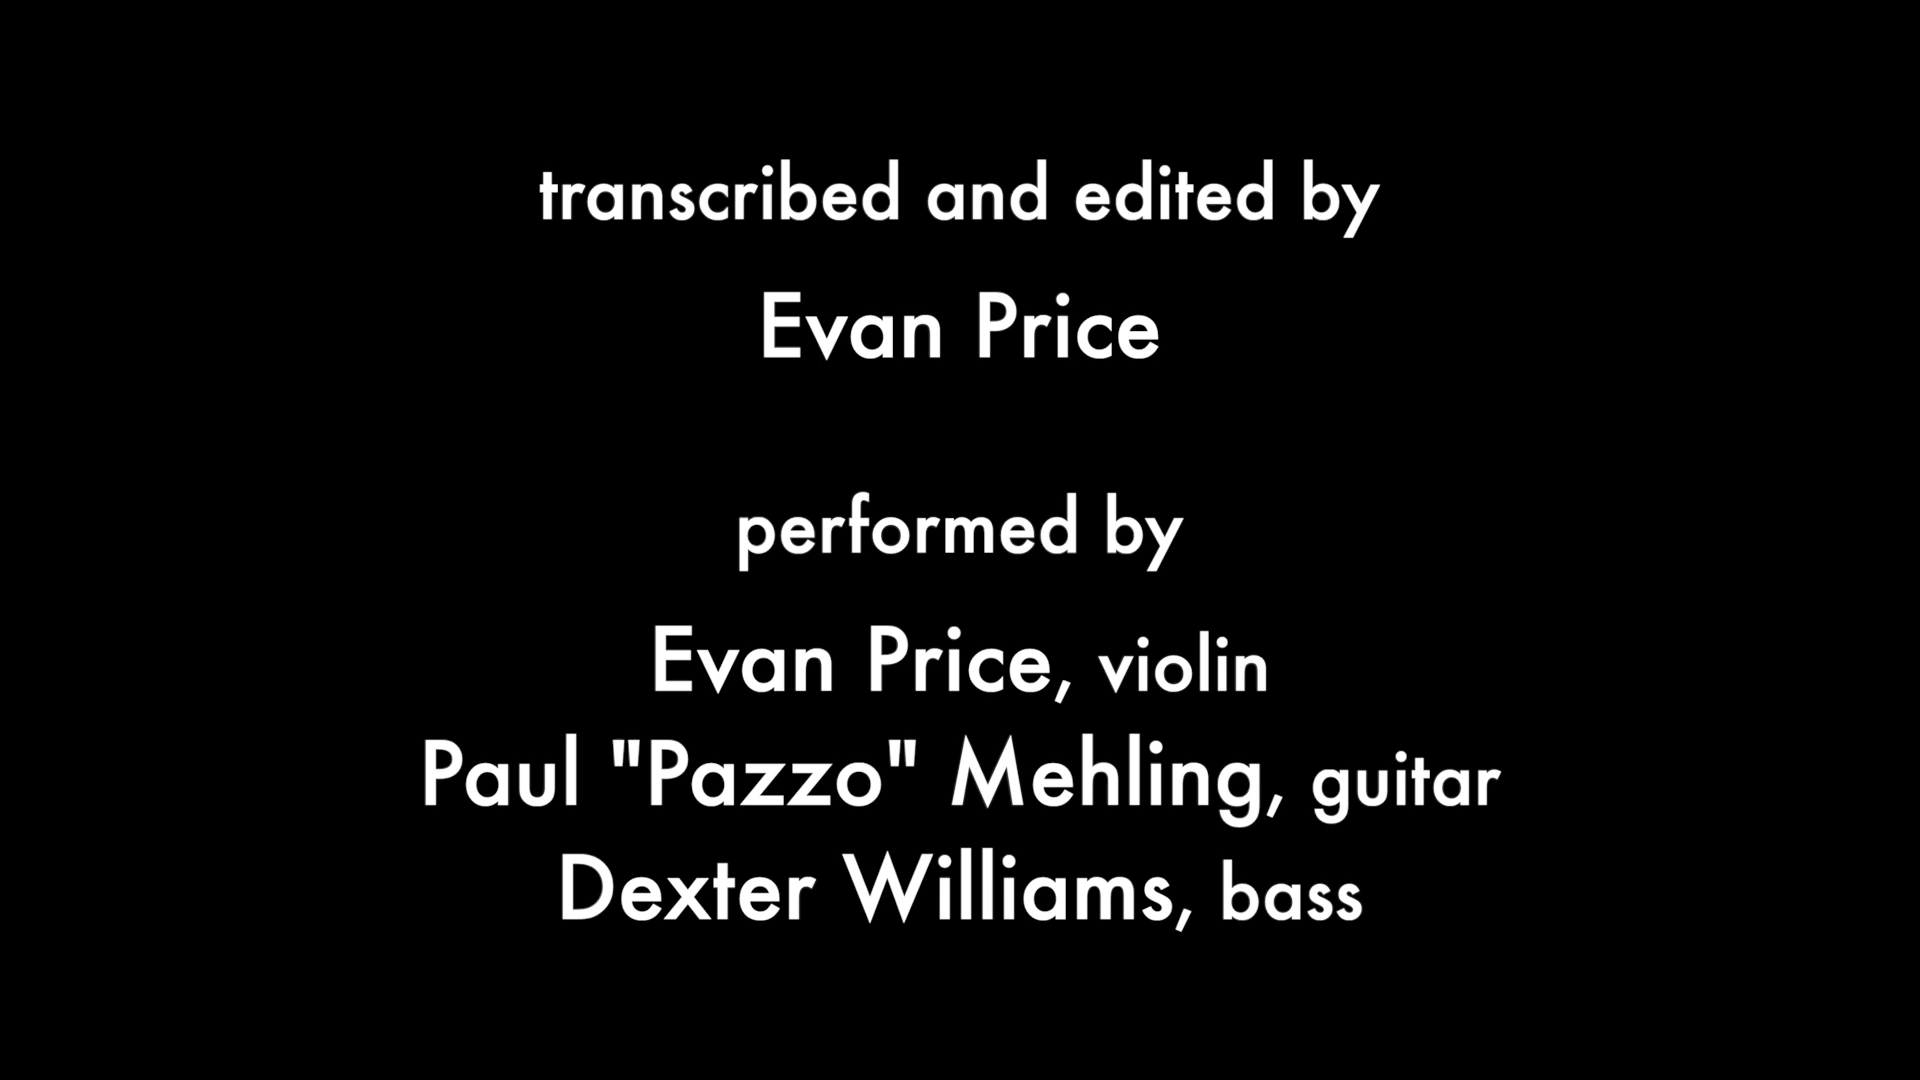 transcribed and edited by
Evan Price
performed by
Evan Price, violin
Paul "Pazzo" Mehling, guitar
Dexter Williams, bass